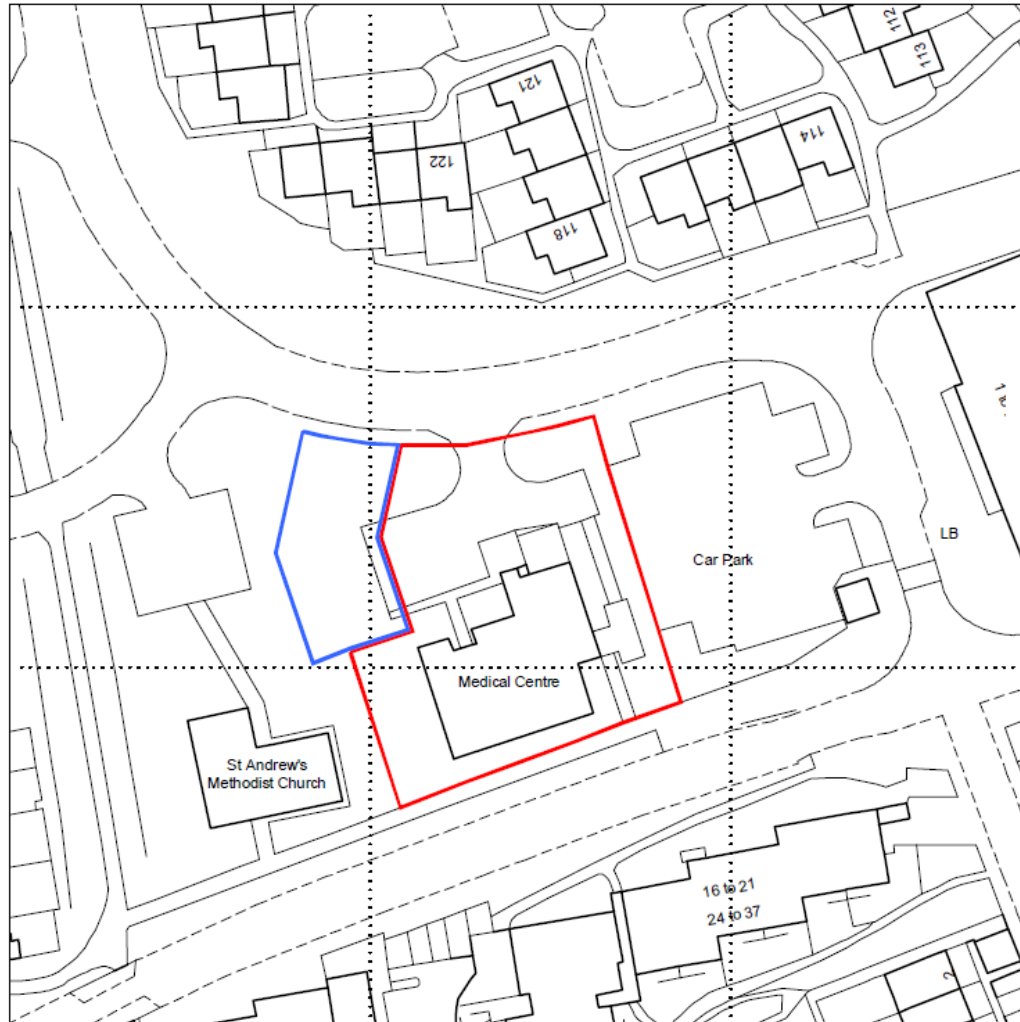 112
113
121
114
122
118
LB
Car Park
Medical Centre
St Andrew's
Methodist Church
16 to 21
24 to 37
2